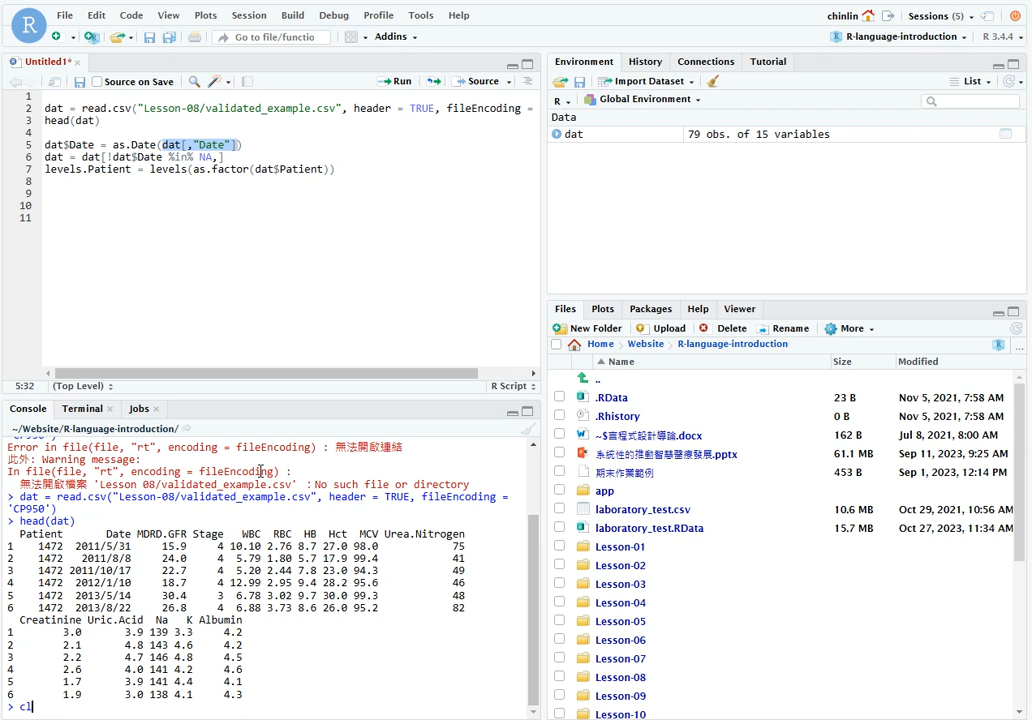 File Edit Code View Plots Session Build Debug Profile Tools Help
chinlin Sessions (5)
Go to file/functio Addins R-language-introduction R 3.4.4
Untitled1*
Source on Save Run Source
1
2 dat = read.csv("Lesson-08/validated_example.csv", header = TRUE, fileEncoding =
3 head(dat)
4
5 dat$Date = as.Date(dat[,"Date"])
6 dat = dat[!dat$Date %in% NA,]
7 levels.Patient = levels(as.factor(dat$Patient))
8
9
10
11
5:32 (Top Level) R Script
Environment History Connections Tutorial
Import Dataset List
R Global Environment
Data
dat 79 obs. of 15 variables
Files Plots Packages Help Viewer
New Folder Upload Delete Rename More
Home Website R-language-introduction
Name Size Modified
..
.RData 23 B Nov 5, 2021, 7:58 AM
.Rhistory 0 B Nov 5, 2021, 7:58 AM
~$言程式設計導論.docx 162 B Jul 8, 2021, 8:00 AM
系統性的推動智慧醫療發展.pptx 61.1 MB Sep 11, 2023, 9:25 AM
期末作業範例 453 B Sep 1, 2023, 12:14 PM
app
laboratory_test.csv 10.6 MB Oct 29, 2021, 10:56 AM
laboratory_test.RData 15.7 MB Oct 27, 2023, 11:34 AM
Lesson-01
Lesson-02
Lesson-03
Lesson-04
Lesson-05
Lesson-06
Lesson-07
Lesson-08
Lesson-09
Lesson-10
Console Terminal Jobs
~/Website/R-language-introduction/
'CP950')
Error in file(file, "rt", encoding = fileEncoding) : 無法開啟連結
此外: Warning message:
In file(file, "rt", encoding = fileEncoding) :
無法開啟檔案 'Lesson 08/validated_example.csv' :No such file or directory
> dat = read.csv("Lesson-08/validated_example.csv", header = TRUE, fileEncoding =
'CP950')
> head(dat)
Patient Date MDRD.GFR Stage WBC RBC HB Hct MCV Urea.Nitrogen
1 1472 2011/5/31 15.9 4 10.10 2.76 8.7 27.0 98.0 75
2 1472 2011/8/8 24.0 4 5.79 1.80 5.7 17.9 99.4 41
3 1472 2011/10/17 22.7 4 5.20 2.44 7.8 23.0 94.3 49
4 1472 2012/1/10 18.7 4 12.99 2.95 9.4 28.2 95.6 46
5 1472 2013/5/14 30.4 3 6.78 3.02 9.7 30.0 99.3 48
6 1472 2013/8/22 26.8 4 6.88 3.73 8.6 26.0 95.2 82
Creatinine Uric.Acid Na K Albumin
1 3.0 3.9 139 3.3 4.2
2 2.1 4.8 143 4.6 4.2
3 2.2 4.7 146 4.8 4.5
4 2.6 4.0 141 4.2 4.6
5 1.7 3.9 141 4.4 4.1
6 1.9 3.0 138 4.1 4.3
> cl